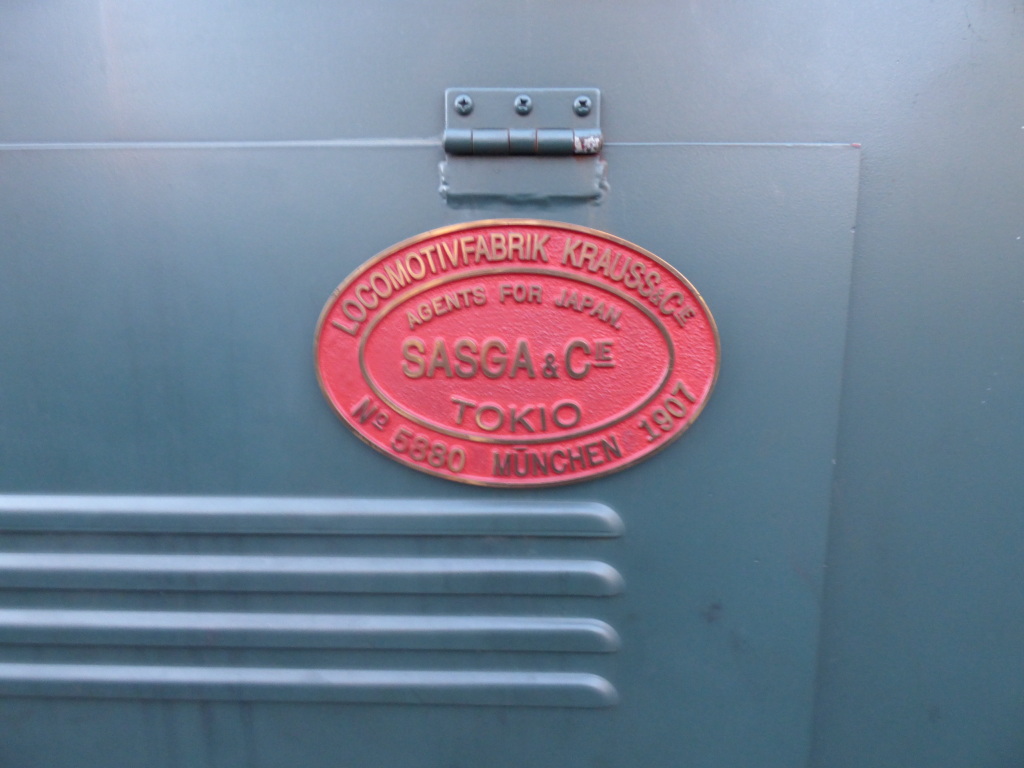 LOCOMOTIVFABRIK KRAUSS & CIE
AGENTS FOR JAPAN.
SASGA & CIE
TOKIO
No 5880 MÜNCHEN 1907